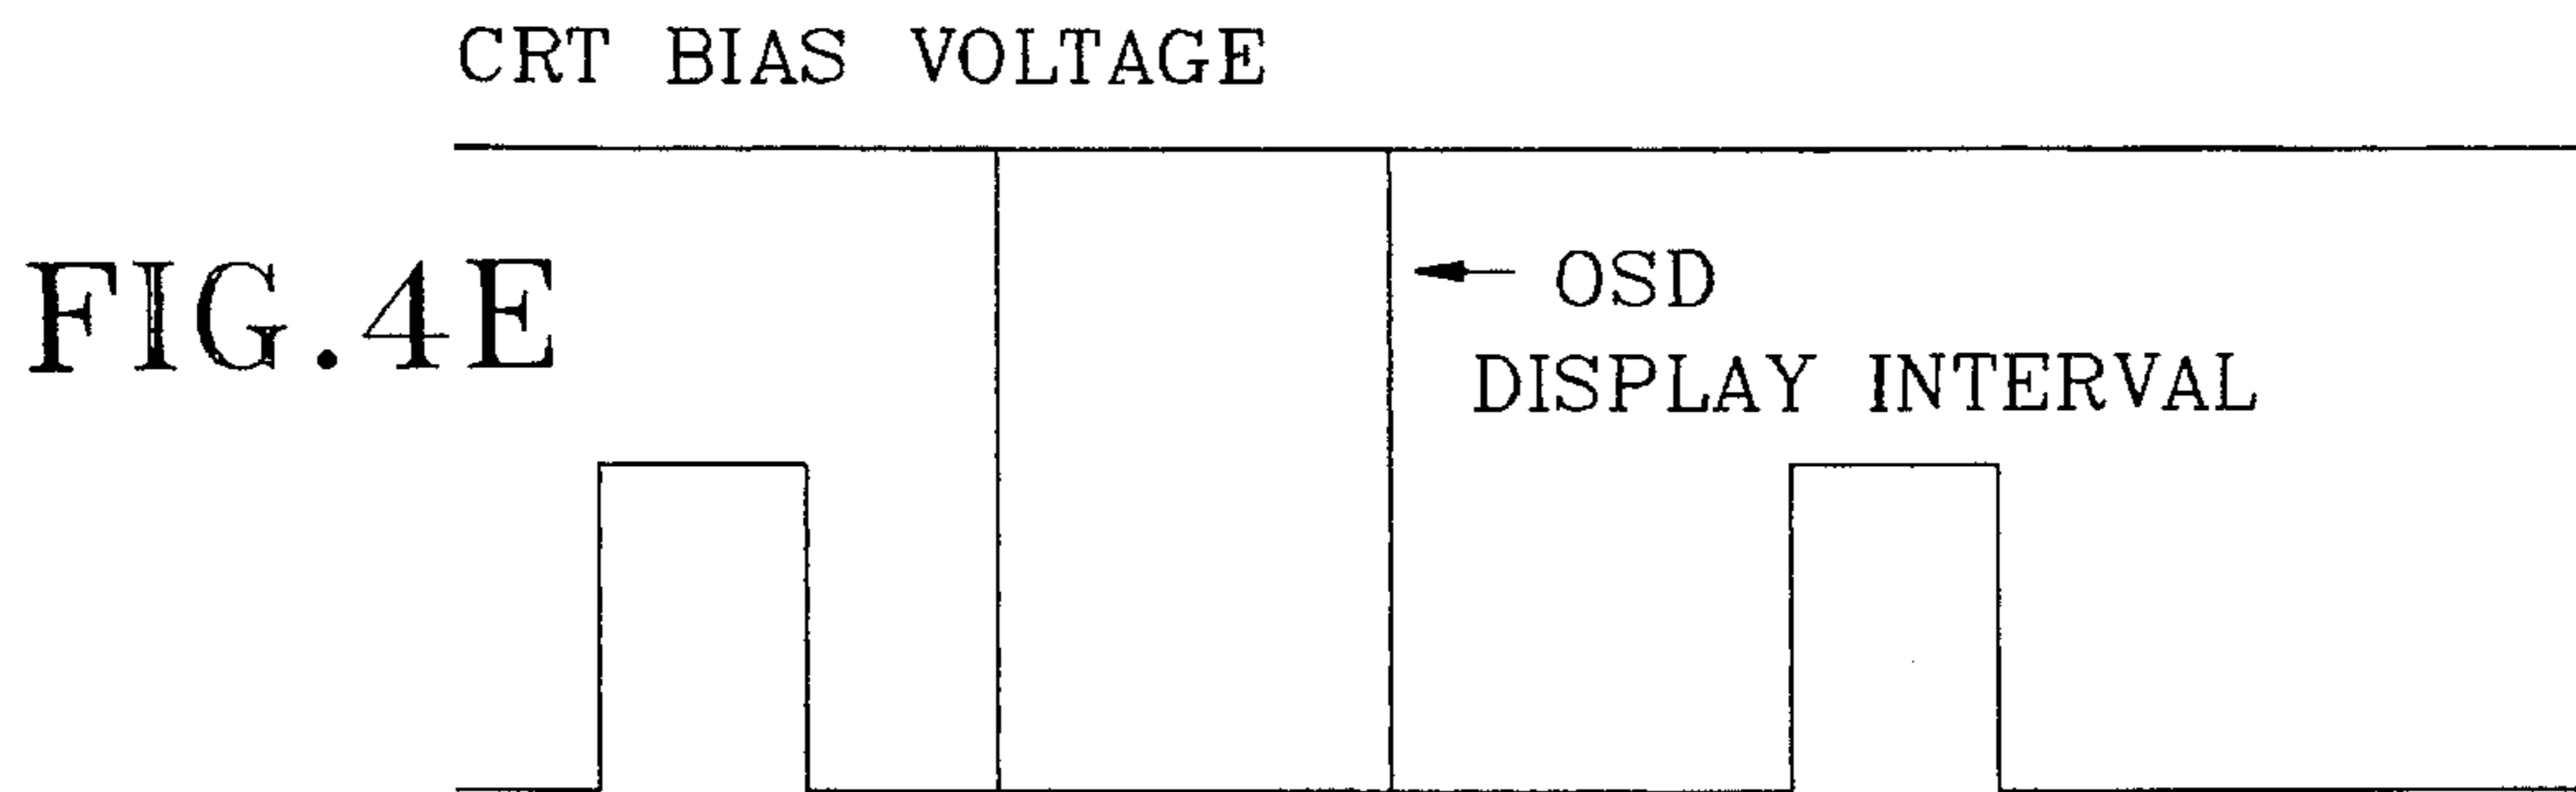 CRT BIAS VOLTAGE
FIG.4E
OSD
DISPLAY INTERVAL